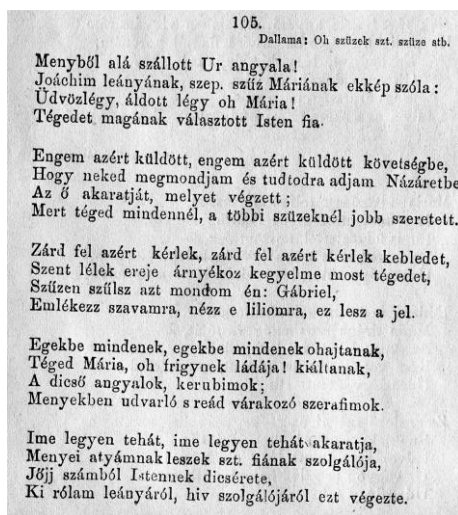 105.
Dallama: Oh szüzek szt. szüze stb.
Menyből alá szállott Ur angyala!
Joáchim leányának, szep. szűz Máriának ekkép szóla:
Üdvözlégy, áldott légy oh Mária!
Tégedet magának választott Isten fia.
Engem azért küldött, engem azért küldött követségbe,
Hogy neked megmondjam és tudtodra adjam Názáretbe
Az ő akaratját, melyet végzett;
Mert téged mindennél, a többi szüzeknél jobb szeretett.
Zárd fel azért kérlek, zárd fel azért kérlek kebledet,
Szent lélek ereje árnyékoz kegyelme most tégedet,
Szűzen szűlsz azt mondom én: Gábriel,
Emlékezz szavamra, nézz e liliomra, ez lesz a jel.
Egekbe mindenek, egekbe mindenek ohajtanak,
Téged Mária, oh frigynek ládája! kiáltanak,
A dicső angyalok, kerubimok;
Menyekben udvarló s reád várakozó szerafimok.
Ime legyen tehát, ime legyen tehát akaratja,
Menyei atyámnak leszek szt. fiának szolgálója,
Jőjj számból Istennek dicsérete,
Ki rólam leányáról, hiv szolgálójáról ezt végezte.